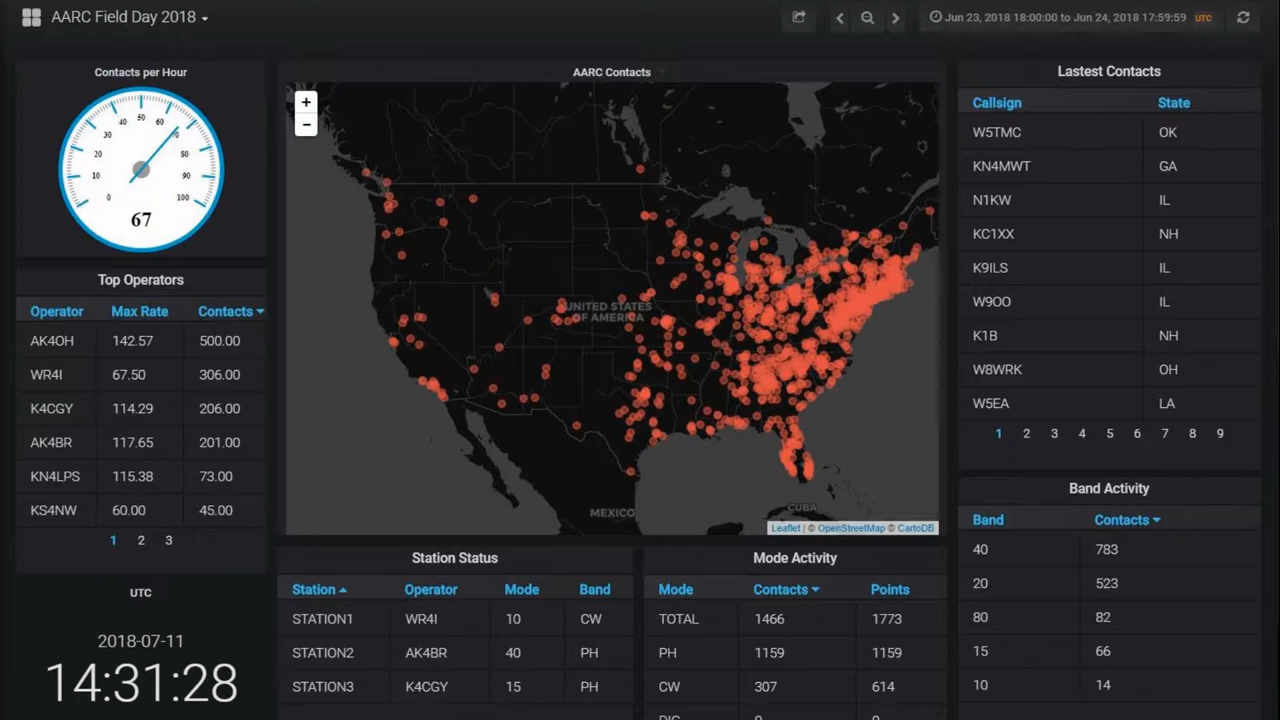 AARC Field Day 2018
Jun 23, 2018 18:00:00 to Jun 24, 2018 17:59:59 UTC
Contacts per Hour
0 10 20 30 40 50 60 70 80 90 100
67
Top Operators
Operator Max Rate Contacts
AK4OH 142.57 500.00
WR4I 67.50 306.00
K4CGY 114.29 206.00
AK4BR 117.65 201.00
KN4LPS 115.38 73.00
KS4NW 60.00 45.00
1 2 3
UTC
2018-07-11
14:31:28
AARC Contacts
+
−
UNITED STATES
OF AMERICA
MEXICO
CUBA
Leaflet | © OpenStreetMap © CartoDB
Station Status
Station Operator Mode Band
STATION1 WR4I 10 CW
STATION2 AK4BR 40 PH
STATION3 K4CGY 15 PH
Mode Activity
Mode Contacts Points
TOTAL 1466 1773
PH 1159 1159
CW 307 614
DIG 0 0
Lastest Contacts
Callsign State
W5TMC OK
KN4MWT GA
N1KW IL
KC1XX NH
K9ILS IL
W9OO IL
K1B NH
W8WRK OH
W5EA LA
1 2 3 4 5 6 7 8 9
Band Activity
Band Contacts
40 783
20 523
80 82
15 66
10 14